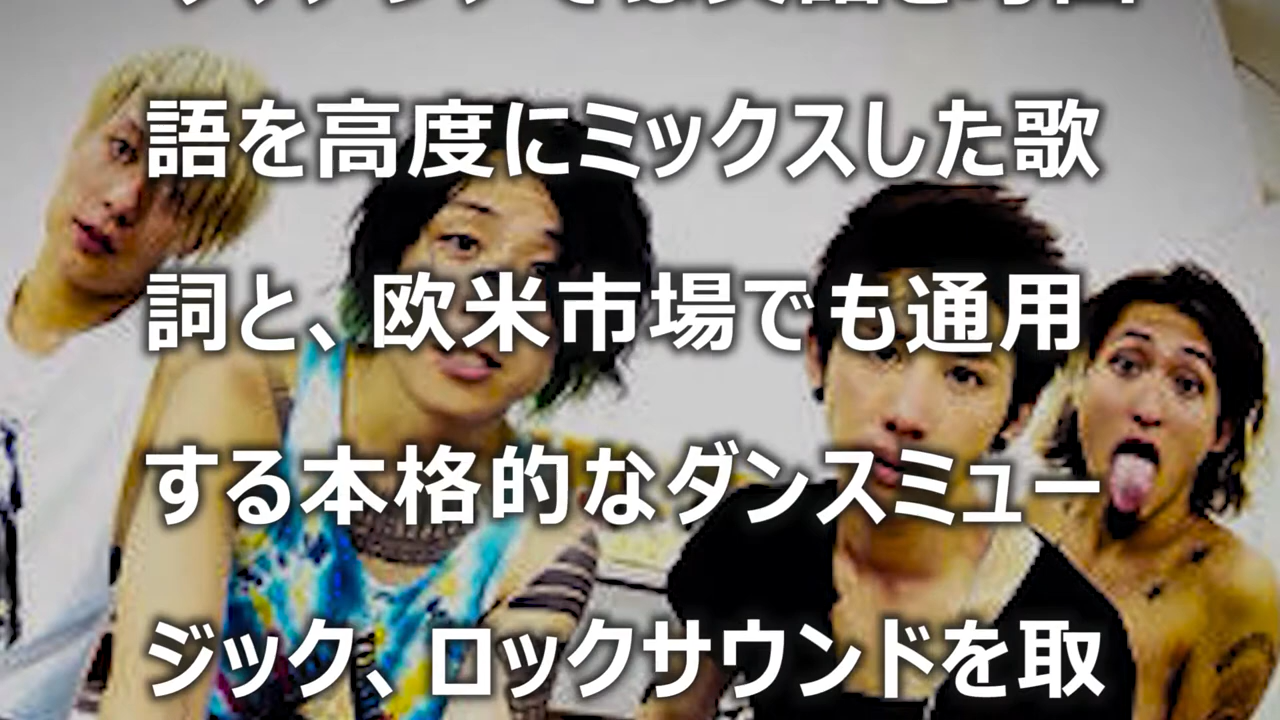 語を高度にミックスした歌
詞と、欧米市場でも通用
する本格的なダンスミュー
ジック、ロックサウンドを取